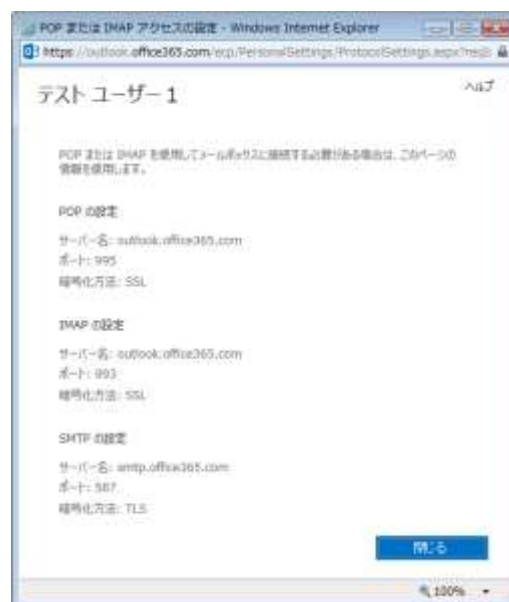 POP または IMAP アクセスの設定 - Windows Internet Explorer
https://outlook.office365.com/ecp/PersonalSettings/ProtocolSettings.aspx?
テスト ユーザー 1
ヘルプ
POP または IMAP を使用してメールボックスに接続する必要がある場合は、このページの
情報を使用します。
POP の設定
サーバー名: outlook.office365.com
ポート: 995
暗号化方法: SSL
IMAP の設定
サーバー名: outlook.office365.com
ポート: 993
暗号化方法: SSL
SMTP の設定
サーバー名: smtp.office365.com
ポート: 587
暗号化方法: TLS
閉じる
100%